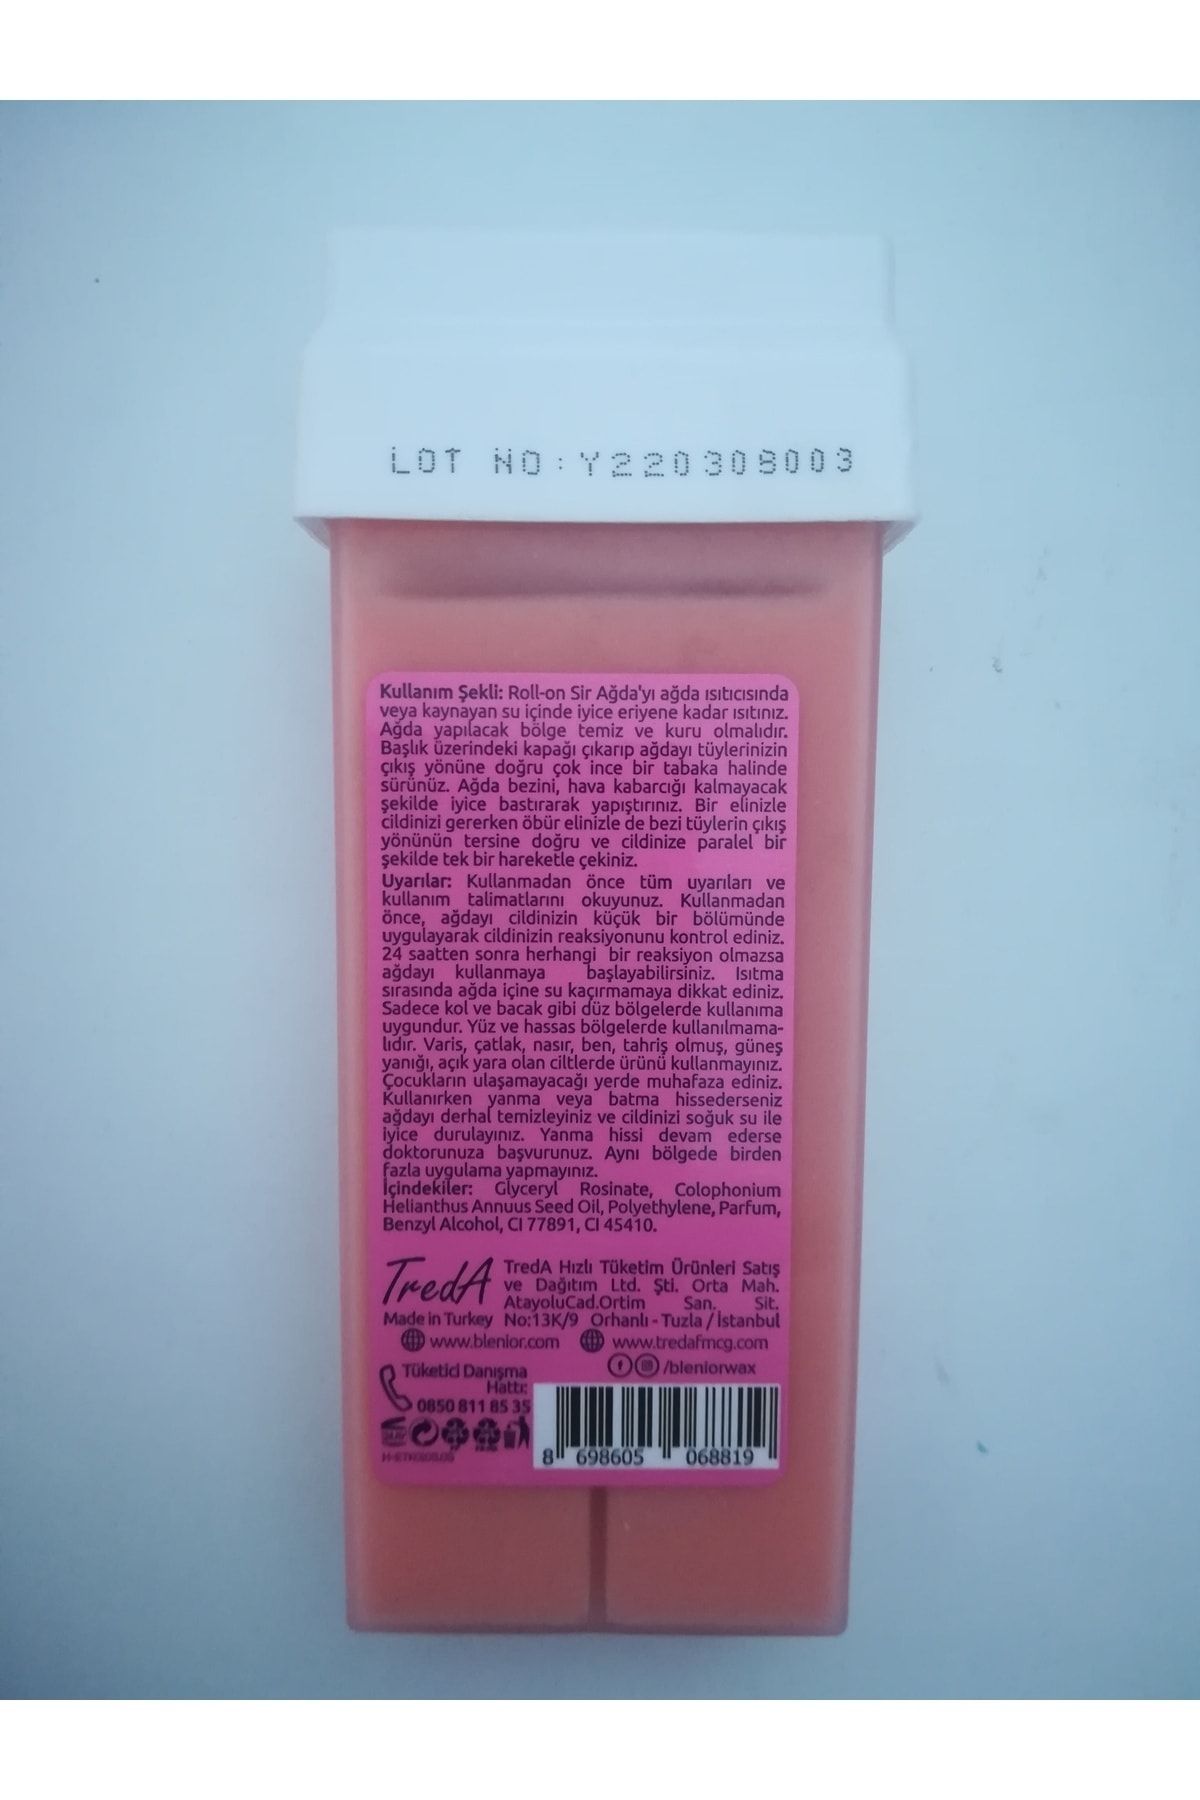 LOT NO:Y220308003
Kullanım Şekli: Roll-on Sir Ağda'yı ağda ısıtıcısında
veya kaynayan su içinde iyice eriyene kadar ısıtınız.
Ağda yapılacak bölge temiz ve kuru olmalıdır.
Başlık üzerindeki kapağı çıkarıp ağdayı tüylerinizin
çıkış yönüne doğru çok ince bir tabaka halinde
sürünüz. Ağda bezini, hava kabarcığı kalmayacak
şekilde iyice bastırarak yapıştırınız. Bir elinizle
cildinizi gererken öbür elinizle de bezi tüylerin çıkış
yönünün tersine doğru ve cildinize paralel bir
şekilde tek bir hareketle çekiniz.
Uyarılar: Kullanmadan önce tüm uyarıları ve
kullanım talimatlarını okuyunuz. Kullanmadan
önce, ağdayı cildinizin küçük bir bölümünde
uygulayarak cildinizin reaksiyonunu kontrol ediniz.
24 saatten sonra herhangi bir reaksiyon olmazsa
ağdayı kullanmaya başlayabilirsiniz. Isıtma
sırasında ağda içine su kaçırmamaya dikkat ediniz.
Sadece kol ve bacak gibi düz bölgelerde kullanıma
uygundur. Yüz ve hassas bölgelerde kullanılmama-
lıdır. Varis, çatlak, nasır, ben, tahriş olmuş, güneş
yanığı, açık yara olan ciltlerde ürünü kullanmayınız.
Çocukların ulaşamayacağı yerde muhafaza ediniz.
Kullanırken yanma veya batma hissederseniz
ağdayı derhal temizleyiniz ve cildinizi soğuk su ile
iyice durulayınız. Yanma hissi devam ederse
doktorunuza başvurunuz. Aynı bölgede birden
fazla uygulama yapmayınız.
İçindekiler: Glyceryl Rosinate, Colophonium
Helianthus Annuus Seed Oil, Polyethylene, Parfum,
Benzyl Alcohol, CI 77891, CI 45410.
TredA
Made in Turkey
TredA Hızlı Tüketim Ürünleri Satış
ve Dağıtım Ltd. Şti. Orta Mah.
AtayoluCad.Ortim San. Sit.
No:13K/9 Orhanlı - Tuzla / İstanbul
www.blenior.com www.tredafmcg.com
/bleniorwax
Tüketici Danışma
Hattı:
0850 811 85 35
8 698605 068819